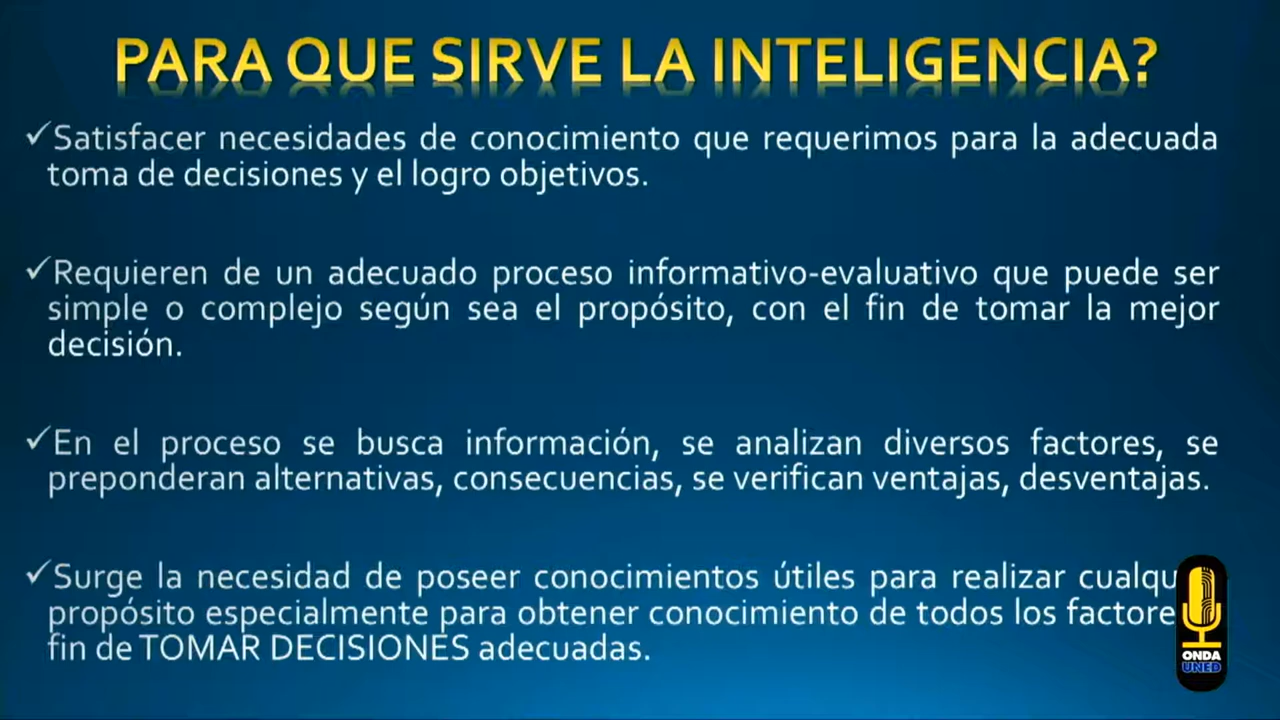 PARA QUE SIRVE LA INTELIGENCIA?
✓Satisfacer necesidades de conocimiento que requerimos para la adecuada
toma de decisiones y el logro objetivos.
✓Requieren de un adecuado proceso informativo-evaluativo que puede ser
simple o complejo según sea el propósito, con el fin de tomar la mejor
decisión.
✓En el proceso se busca información, se analizan diversos factores, se
preponderan alternativas, consecuencias, se verifican ventajas, desventajas.
✓Surge la necesidad de poseer conocimientos útiles para realizar
propósito especialmente para obtener conocimiento de todos los
fin de TOMAR DECISIONES adecuadas.
ONDA
UNED